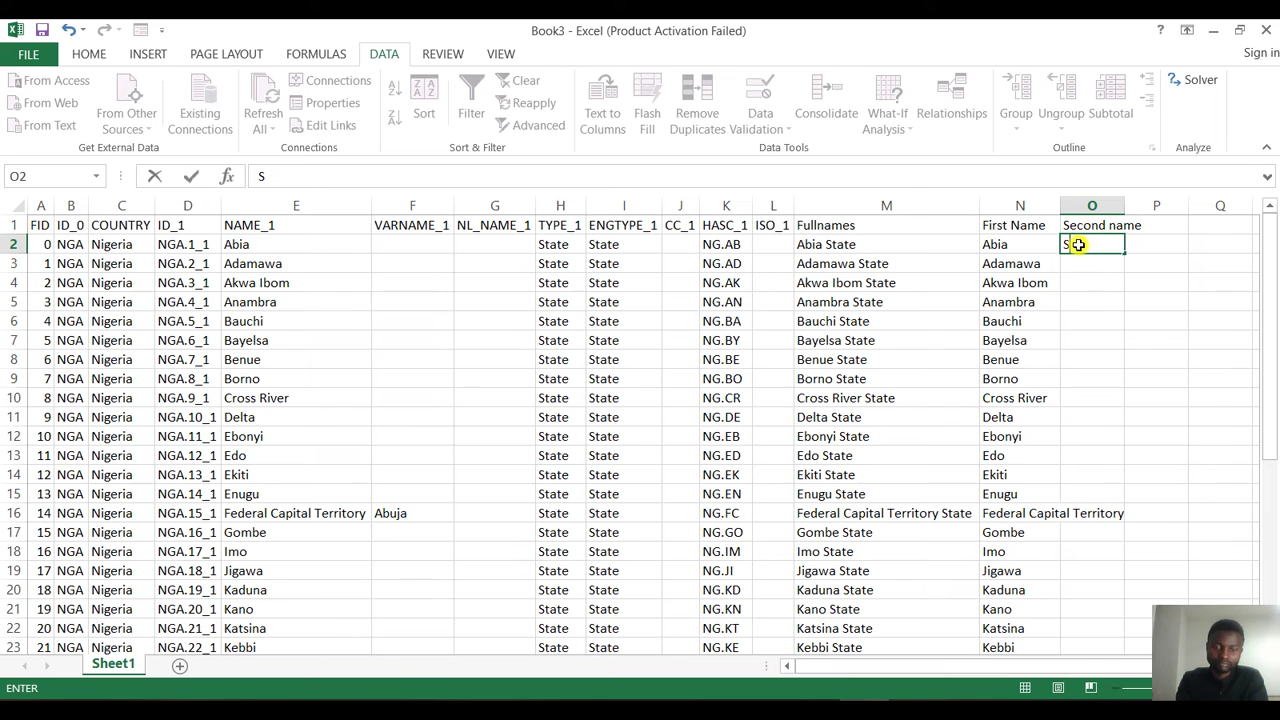 Book3 - Excel (Product Activation Failed)
FILE HOME INSERT PAGE LAYOUT FORMULAS DATA REVIEW VIEW Sign in
From Access
From Web
From Text
From Other Sources
Existing Connections
Get External Data
Refresh All
Connections
Properties
Edit Links
Connections
Sort
Filter
Clear
Reapply
Advanced
Sort & Filter
Text to Columns
Flash Fill
Remove Duplicates
Data Validation
Consolidate
What-If Analysis
Relationships
Data Tools
Group
Ungroup
Subtotal
Outline
Solver
Analyze
O2 fx S
A B C D E F G H I J K L M N O P Q
1 FID ID_0 COUNTRY ID_1 NAME_1 VARNAME_1 NL_NAME_1 TYPE_1 ENGTYPE_1 CC_1 HASC_1 ISO_1 Fullnames First Name Second name
2 0 NGA Nigeria NGA.1_1 Abia State State NG.AB Abia State Abia S
3 1 NGA Nigeria NGA.2_1 Adamawa State State NG.AD Adamawa State Adamawa
4 2 NGA Nigeria NGA.3_1 Akwa Ibom State State NG.AK Akwa Ibom State Akwa Ibom
5 3 NGA Nigeria NGA.4_1 Anambra State State NG.AN Anambra State Anambra
6 4 NGA Nigeria NGA.5_1 Bauchi State State NG.BA Bauchi State Bauchi
7 5 NGA Nigeria NGA.6_1 Bayelsa State State NG.BY Bayelsa State Bayelsa
8 6 NGA Nigeria NGA.7_1 Benue State State NG.BE Benue State Benue
9 7 NGA Nigeria NGA.8_1 Borno State State NG.BO Borno State Borno
10 8 NGA Nigeria NGA.9_1 Cross River State State NG.CR Cross River State Cross River
11 9 NGA Nigeria NGA.10_1 Delta State State NG.DE Delta State Delta
12 10 NGA Nigeria NGA.11_1 Ebonyi State State NG.EB Ebonyi State Ebonyi
13 11 NGA Nigeria NGA.12_1 Edo State State NG.ED Edo State Edo
14 12 NGA Nigeria NGA.13_1 Ekiti State State NG.EK Ekiti State Ekiti
15 13 NGA Nigeria NGA.14_1 Enugu State State NG.EN Enugu State Enugu
16 14 NGA Nigeria NGA.15_1 Federal Capital Territory Abuja State State NG.FC Federal Capital Territory State Federal Capital Territory
17 15 NGA Nigeria NGA.16_1 Gombe State State NG.GO Gombe State Gombe
18 16 NGA Nigeria NGA.17_1 Imo State State NG.IM Imo State Imo
19 17 NGA Nigeria NGA.18_1 Jigawa State State NG.JI Jigawa State Jigawa
20 18 NGA Nigeria NGA.19_1 Kaduna State State NG.KD Kaduna State Kaduna
21 19 NGA Nigeria NGA.20_1 Kano State State NG.KN Kano State Kano
22 20 NGA Nigeria NGA.21_1 Katsina State State NG.KT Katsina State Katsina
23 21 NGA Nigeria NGA.22_1 Kebbi State State NG.KE Kebbi State Kebbi
Sheet1
ENTER